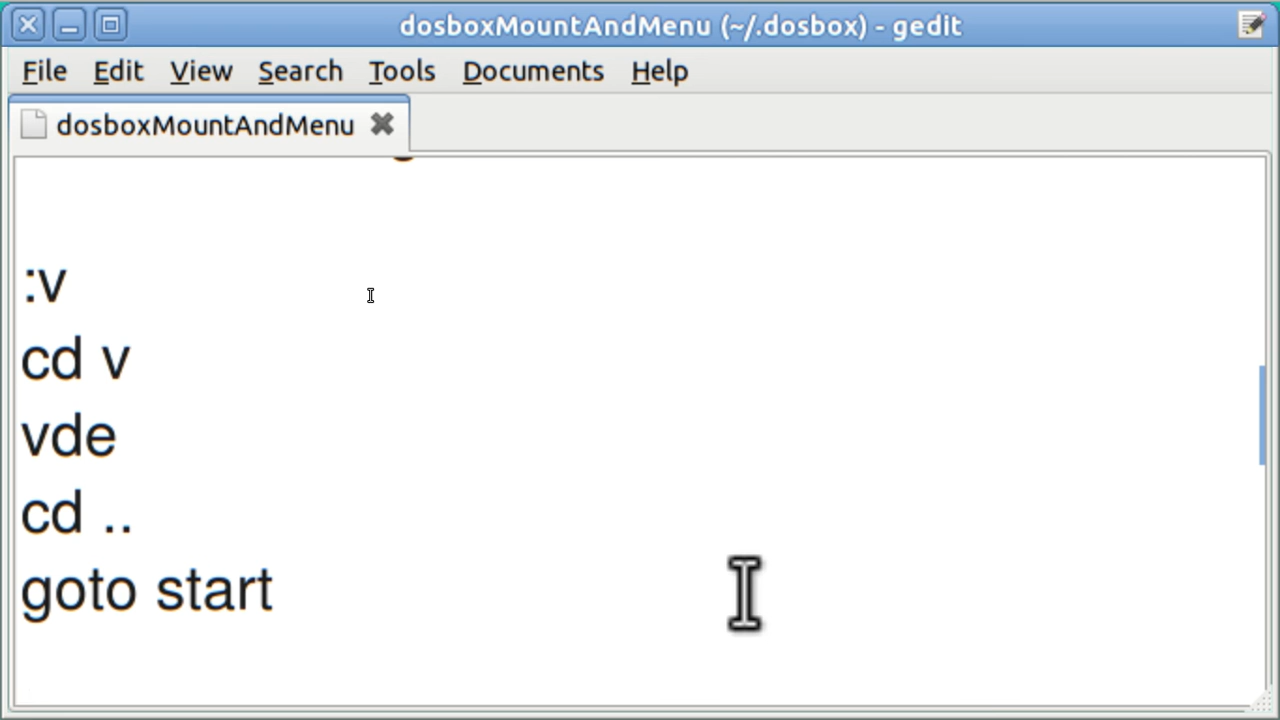 dosboxMountAndMenu (~/.dosbox) - gedit
File Edit View Search Tools Documents Help
dosboxMountAndMenu
:v
cd v
vde
cd ..
goto start